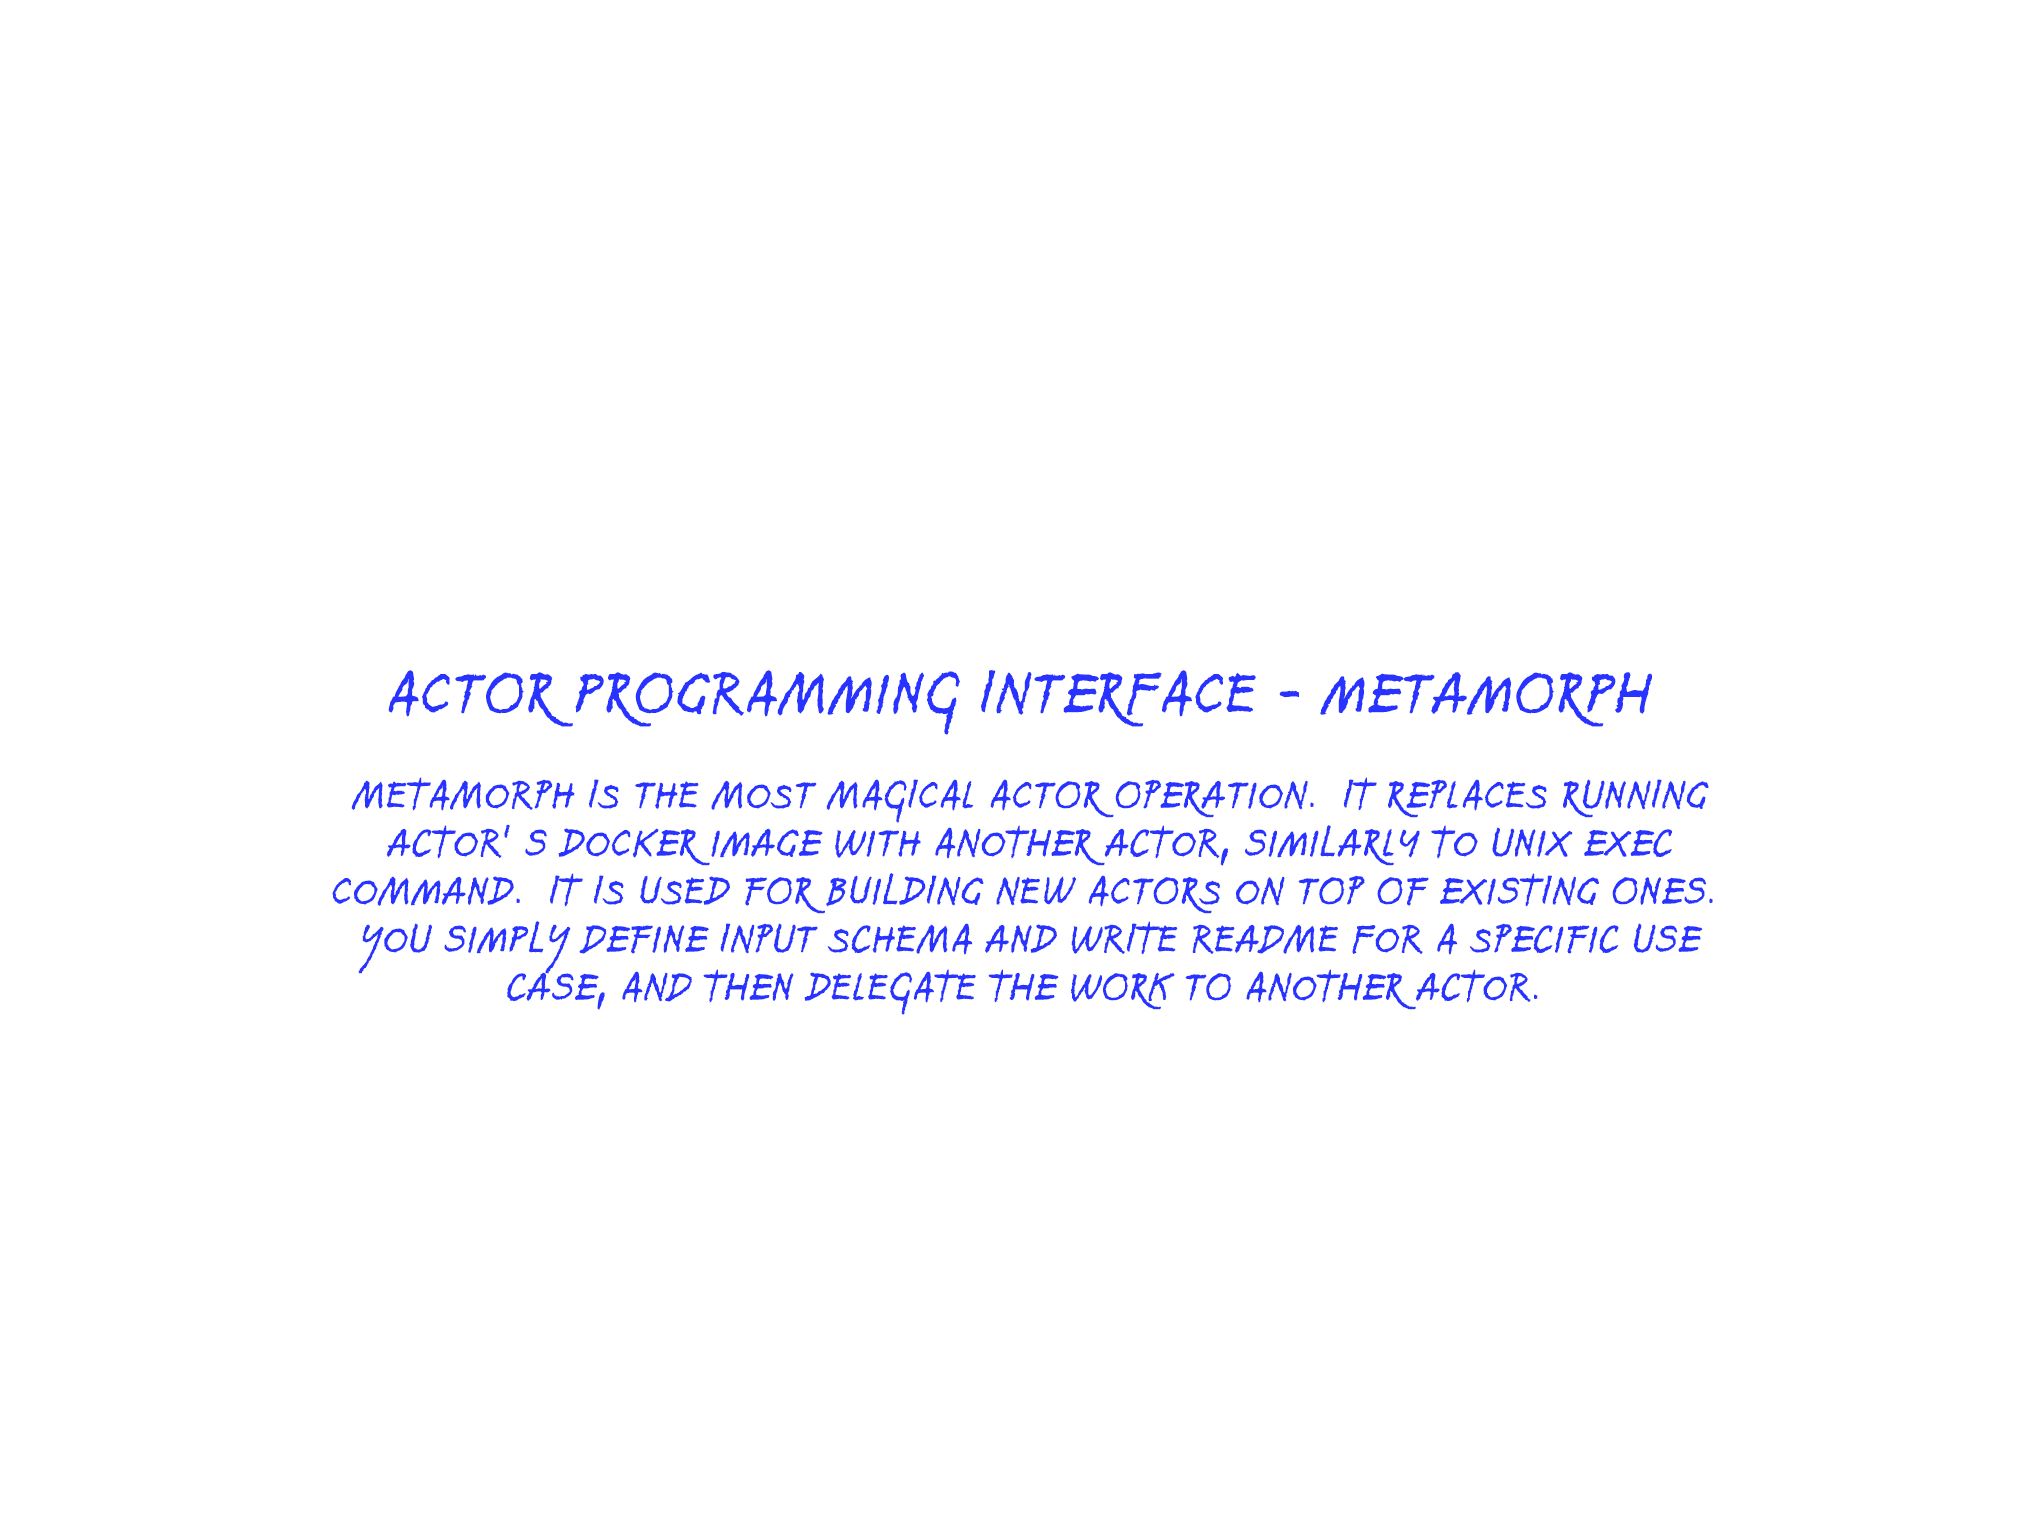 ACTOR PROGRAMMING INTERFACE - METAMORPH
METAMORPH IS THE MOST MAGICAL ACTOR OPERATION. IT REPLACES RUNNING
ACTOR' S DOCKER IMAGE WITH ANOTHER ACTOR, SIMILARLY TO UNIX EXEC
COMMAND. IT IS USED FOR BUILDING NEW ACTORS ON TOP OF EXISTING ONES.
YOU SIMPLY DEFINE INPUT SCHEMA AND WRITE README FOR A SPECIFIC USE
CASE, AND THEN DELEGATE THE WORK TO ANOTHER ACTOR.